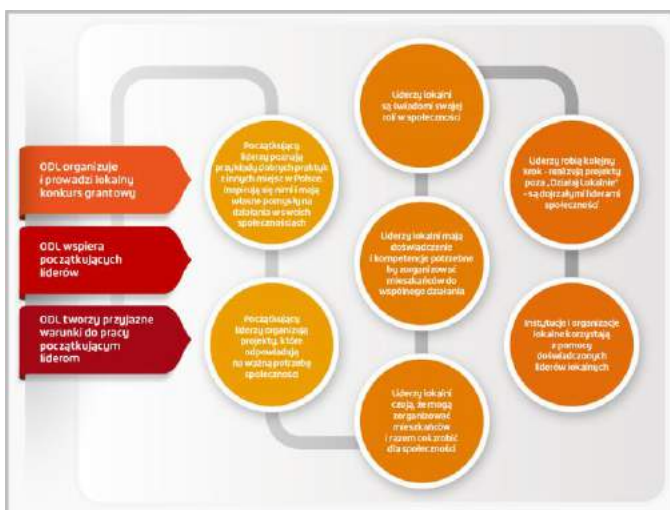 ODL organizuje
i prowadzi lokalny
konkurs grantowy
ODL wspiera
początkujących
liderów
ODL tworzy przyjazne
warunki do pracy
początkującym
liderom
Początkujący
liderzy poznają
przykłady dobrych praktyk
z innych miejsc w Polsce.
Inspirują się nimi i mają
własne pomysły na
działania w swoich
społecznościach
Początkujący
liderzy organizują
projekty, które
odpowiadają
na ważną potrzebę
społeczności
Liderzy lokalni
czują, że mogą
zorganizować
mieszkańców
i razem coś zrobić
dla społeczności
Liderzy lokalni mają
doświadczenie
i kompetencje potrzebne
by zorganizować
mieszkańców do
wspólnego działania
Liderzy lokalni
są świadomi swojej
roli w społeczności
Liderzy robią kolejny
krok - realizują projekty
poza „Działaj Lokalnie”
– są dojrzałymi liderami
społeczności
Instytucje i organizacje
lokalne korzystają
z pomocy
doświadczonych
liderów lokalnych